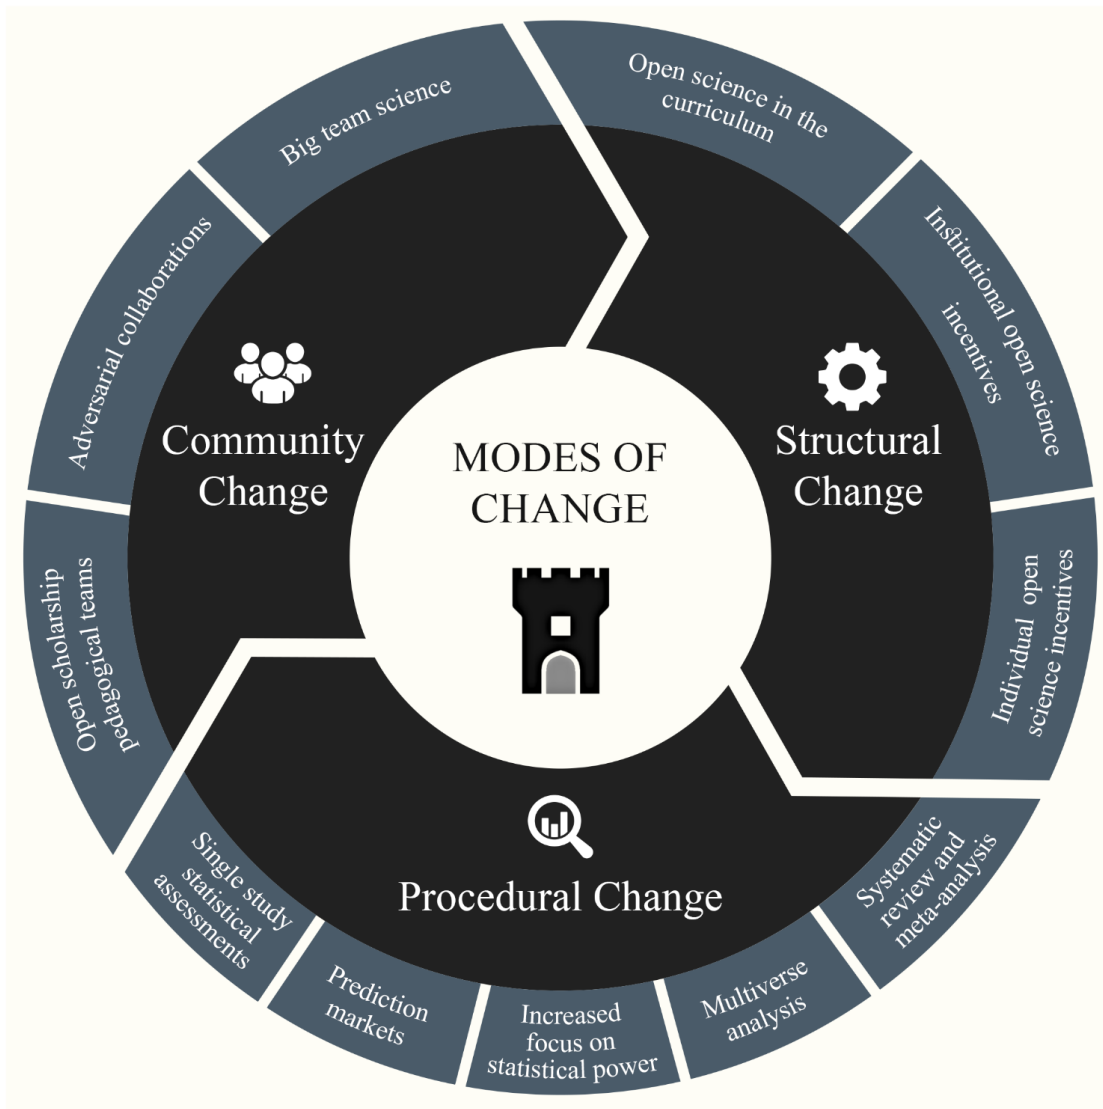 MODES OF
CHANGE
Structural
Change
Open science in the
curriculum
Institutional open science
incentives
Individual open
science incentives
Procedural Change
Systematic
review and
meta-analysis
Multiverse
analysis
Increased
focus on
statistical power
Prediction
markets
Single study
statistical
assessments
Community
Change
Open scholarship
pedagogical teams
Adversarial collaborations
Big team science